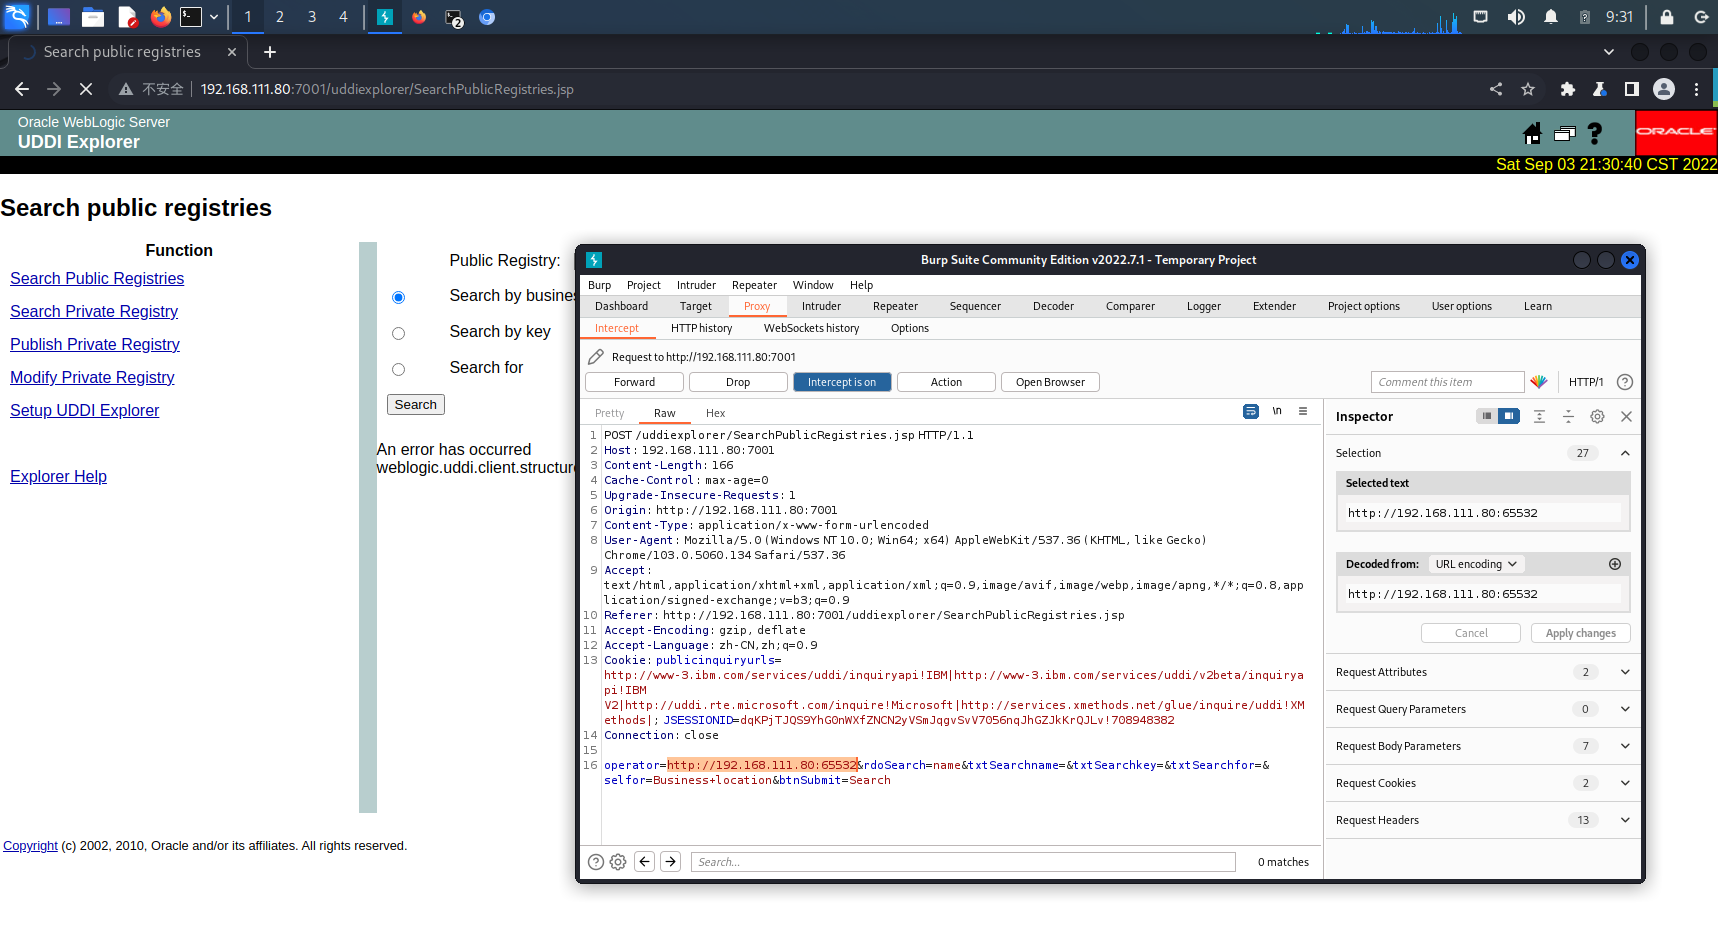 1 2 3 4 2 9:31
Search public registries
不安全 192.168.111.80:7001/uddiexplorer/SearchPublicRegistries.jsp
Oracle WebLogic Server
UDDI Explorer
ORACLE
Sat Sep 03 21:30:40 CST 2022
Search public registries
Function
Search Public Registries
Search Private Registry
Publish Private Registry
Modify Private Registry
Setup UDDI Explorer
Explorer Help
Public Registry:
Search by busines
Search by key
Search for
Search
An error has occurred
weblogic.uddi.client.structure
Copyright (c) 2002, 2010, Oracle and/or its affiliates. All rights reserved.
Burp Suite Community Edition v2022.7.1 - Temporary Project
Burp Project Intruder Repeater Window Help
Dashboard Target Proxy Intruder Repeater Sequencer Decoder Comparer Logger Extender Project options User options Learn
Intercept HTTP history WebSockets history Options
Request to http://192.168.111.80:7001
Forward Drop Intercept is on Action Open Browser Comment this item HTTP/1 ?
Pretty Raw Hex \n
1 POST /uddiexplorer/SearchPublicRegistries.jsp HTTP/1.1
2 Host: 192.168.111.80:7001
3 Content-Length: 166
4 Cache-Control: max-age=0
5 Upgrade-Insecure-Requests: 1
6 Origin: http://192.168.111.80:7001
7 Content-Type: application/x-www-form-urlencoded
8 User-Agent: Mozilla/5.0 (Windows NT 10.0; Win64; x64) AppleWebKit/537.36 (KHTML, like Gecko)
Chrome/103.0.5060.134 Safari/537.36
9 Accept:
text/html,application/xhtml+xml,application/xml;q=0.9,image/avif,image/webp,image/apng,*/*;q=0.8,app
lication/signed-exchange;v=b3;q=0.9
10 Referer: http://192.168.111.80:7001/uddiexplorer/SearchPublicRegistries.jsp
11 Accept-Encoding: gzip, deflate
12 Accept-Language: zh-CN,zh;q=0.9
13 Cookie: publicinquiryurls=
http://www-3.ibm.com/services/uddi/inquiryapi!IBM|http://www-3.ibm.com/services/uddi/v2beta/inquirya
pi!IBM
V2|http://uddi.rte.microsoft.com/inquire!Microsoft|http://services.xmethods.net/glue/inquire/uddi!XM
ethods|; JSESSIONID=dqKPjTJQS9YhG0nWXfZNCN2yVSmJqgvSvV7056nqJhGZJkKrQJLv!708948382
14 Connection: close
15
16 operator=http://192.168.111.80:65532&rdoSearch=name&txtSearchname=&txtSearchkey=&txtSearchfor=&
selfor=Business+location&btnSubmit=Search
Search... 0 matches
Inspector
Selection 27
Selected text
http://192.168.111.80:65532
Decoded from: URL encoding
http://192.168.111.80:65532
Cancel Apply changes
Request Attributes 2
Request Query Parameters 0
Request Body Parameters 7
Request Cookies 2
Request Headers 13